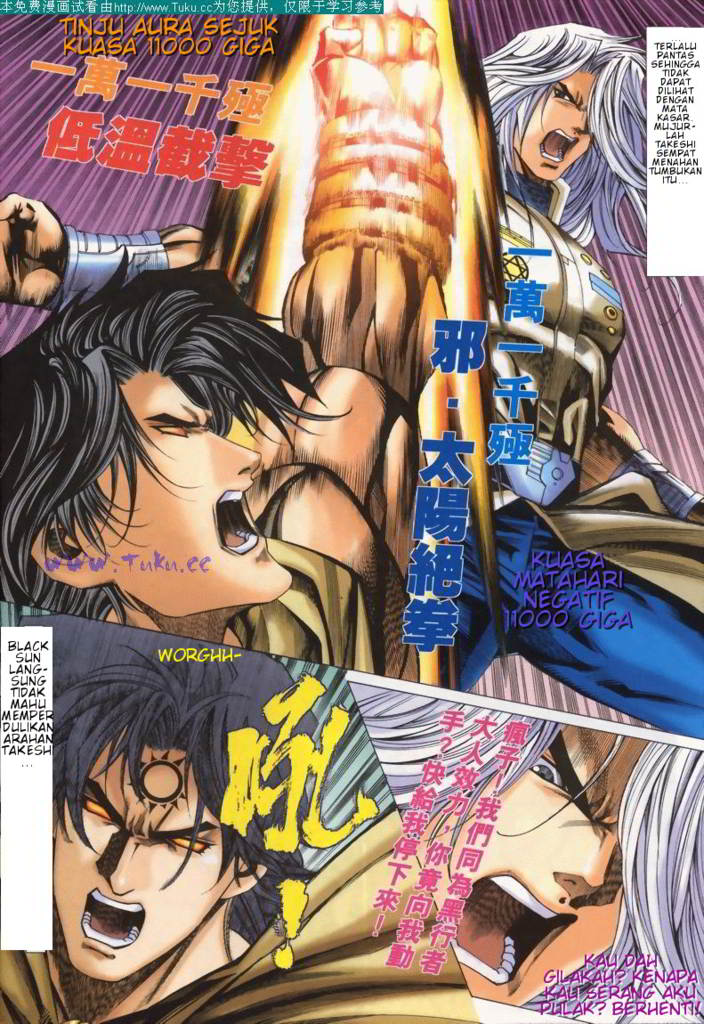 本免费漫画试看由http://www.Tuku.cc为您提供，仅限于学习参考
TINJU AURA SEJUK
KUASA 11000 GIGA
一萬一千殛
低溫截擊
TERLALU
PANTAS
SEHINGGA
TIDAK
DAPAT
DILIHAT
DENGAN
MATA
KASAR.
MUJUR-
LAH
TAKESHI
SEMPAT
MENAHAN
TUMBUKAN
ITU...
一萬一千殛
邪．太陽絕拳
www.Tuku.cc
KUASA
MATAHARI
NEGATIF
11000 GIGA
BLACK
SUN
LANG-
SUNG
TIDAK
MAHU
MEMPER
DULIKAN
ARAHAN
TAKESHI
...
WORGHH-
吼！
瘋子！我們同為黑行者
大人效力，你竟向我動
手？快給我停下來！
KAU DAH
GILAKAH? KENAPA
KAU SERANG AKU
PULAK? BERHENTI!